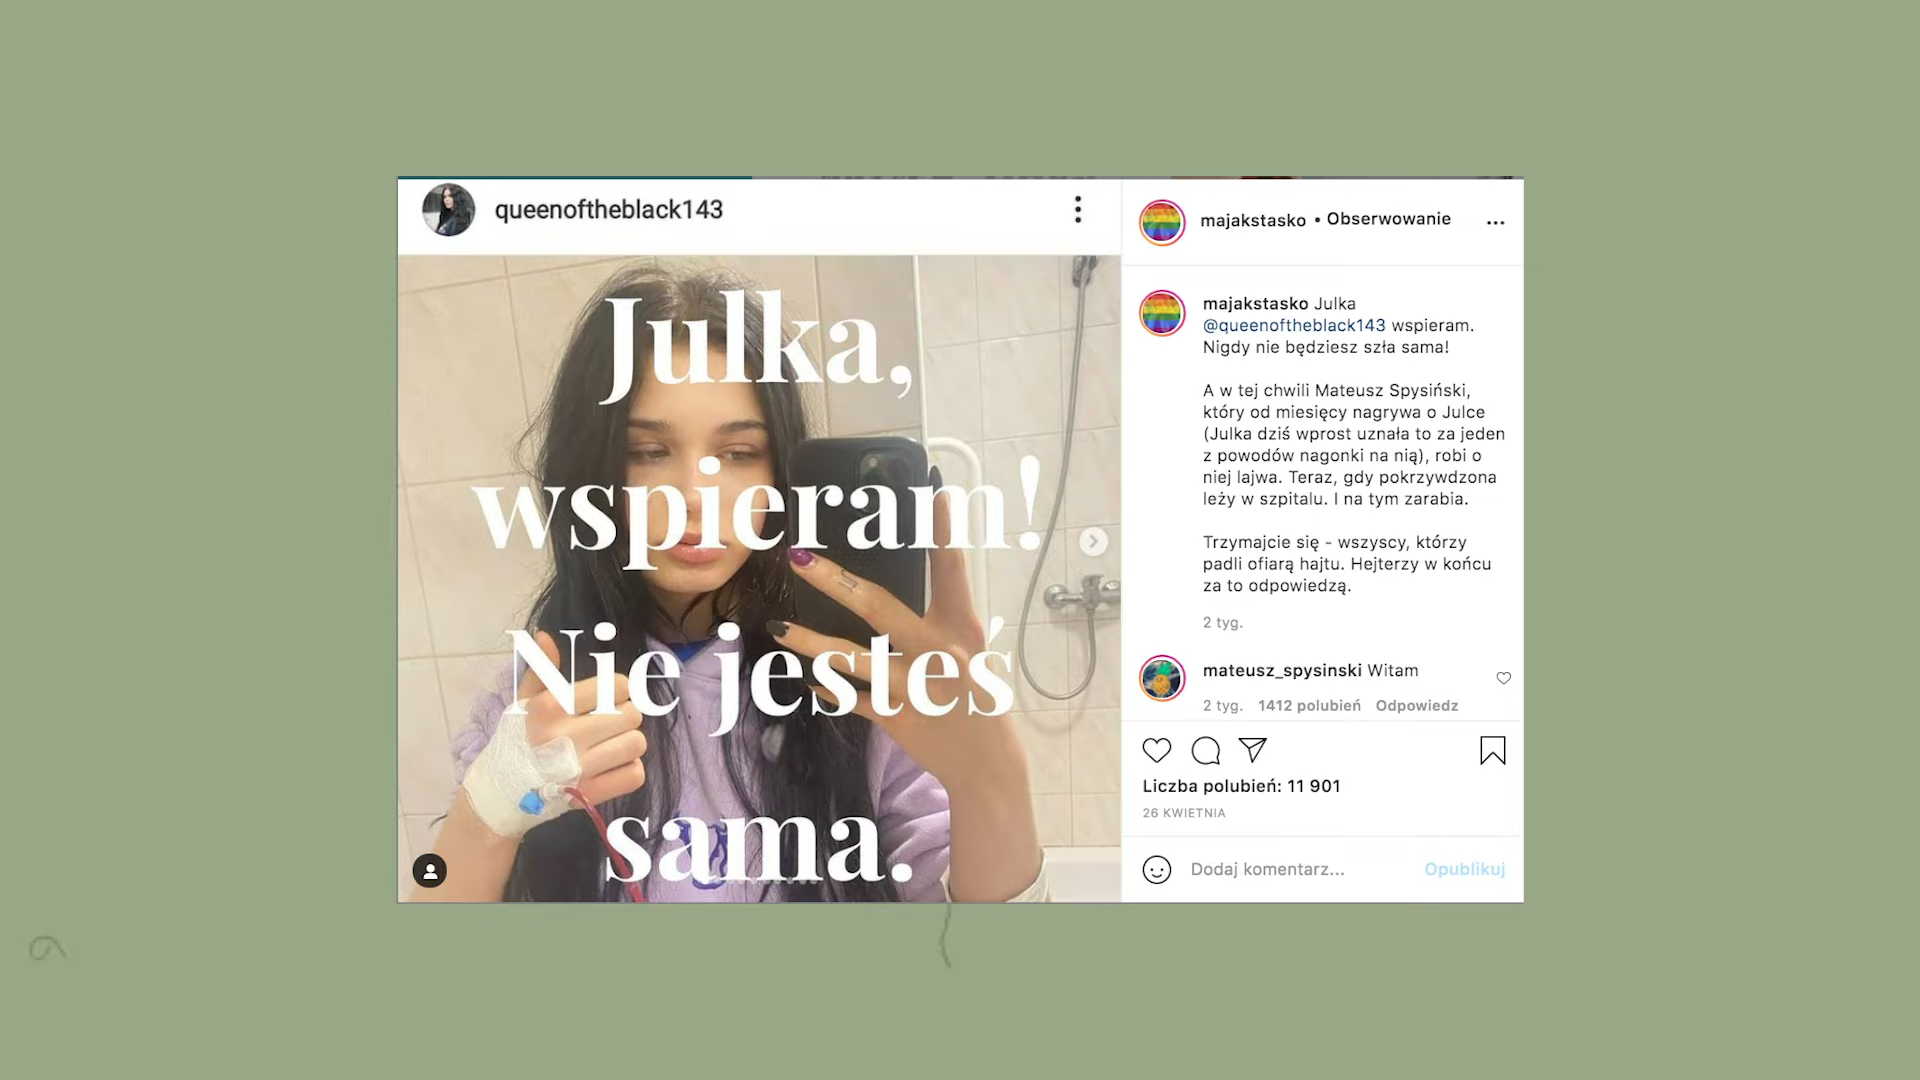 queenoftheblack143
Julka,
wspieram!
Nie jesteś
sama.
majakstasko • Obserwowanie
majakstasko Julka
@queenoftheblack143 wspieram.
Nigdy nie będziesz szła sama!
A w tej chwili Mateusz Spysiński,
który od miesięcy nagrywa o Julce
(Julka dziś wprost uznała to za jeden
z powodów nagonki na nią), robi o
niej lajwa. Teraz, gdy pokrzywdzona
leży w szpitalu. I na tym zarabia.
Trzymajcie się - wszyscy, którzy
padli ofiarą hajtu. Hejterzy w końcu
za to odpowiedzą.
2 tyg.
mateusz_spysinski Witam
2 tyg. 1412 polubień Odpowiedz
Liczba polubień: 11 901
26 KWIETNIA
Dodaj komentarz... Opublikuj